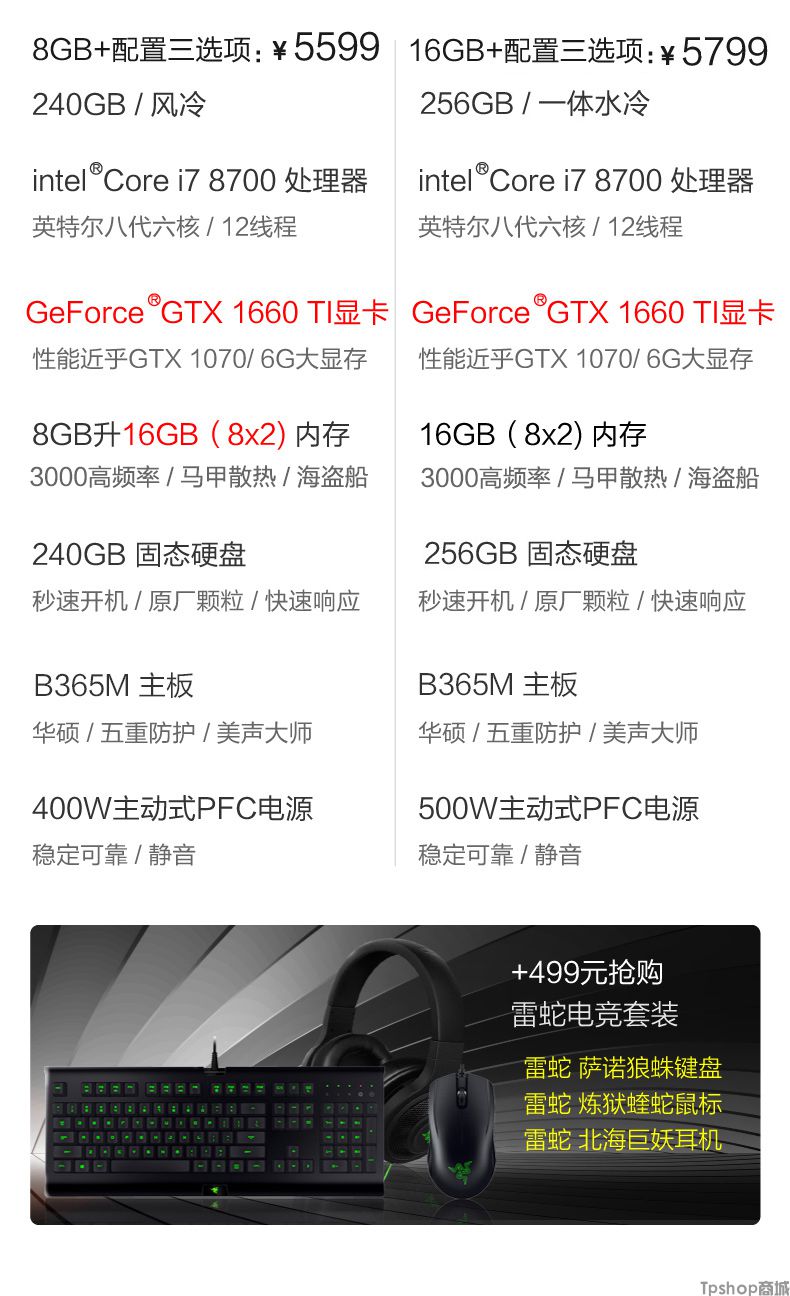 8GB+配置三选项: ¥5599
240GB / 风冷
intel®Core i7 8700 处理器
英特尔八代六核 / 12线程
GeForce®GTX 1660 TI显卡
性能近乎GTX 1070/ 6G大显存
8GB升16GB（8x2) 内存
3000高频率 / 马甲散热 / 海盗船
240GB 固态硬盘
秒速开机 / 原厂颗粒 / 快速响应
B365M 主板
华硕 / 五重防护 / 美声大师
400W主动式PFC电源
稳定可靠 / 静音
16GB+配置三选项: ¥5799
256GB / 一体水冷
intel®Core i7 8700 处理器
英特尔八代六核 / 12线程
GeForce®GTX 1660 TI显卡
性能近乎GTX 1070/ 6G大显存
16GB（8x2) 内存
3000高频率 / 马甲散热 / 海盗船
256GB 固态硬盘
秒速开机 / 原厂颗粒 / 快速响应
B365M 主板
华硕 / 五重防护 / 美声大师
500W主动式PFC电源
稳定可靠 / 静音
+499元抢购
雷蛇电竞套装
雷蛇 萨诺狼蛛键盘
雷蛇 炼狱蝰蛇鼠标
雷蛇 北海巨妖耳机
Tpshop商城